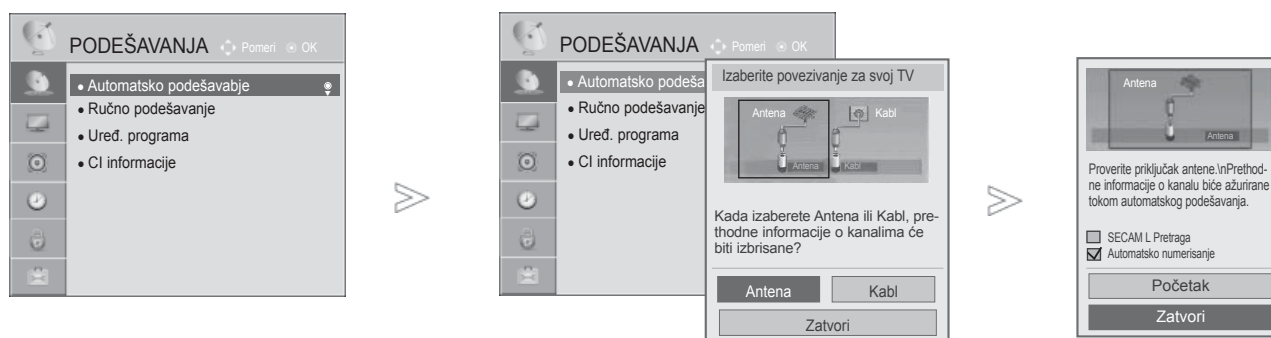 PODEŠAVANJA Pomeri OK
• Automatsko podešavabje
• Ručno podešavanje
• Uređ. programa
• CI informacije
PODEŠAVANJA Pomeri OK
• Automatsko podeša
• Ručno podešavanje
• Uređ. programa
• CI informacije
Izaberite povezivanje za svoj TV
Antena Kabl
Antena Kabl
Kada izaberete Antena ili Kabl, pre-
thodne informacije o kanalima će
biti izbrisane?
Antena Kabl
Zatvori
Antena
Antena
Proverite priključak antene.\nPrethod-
ne informacije o kanalu biće ažurirane
tokom automatskog podešavanja.
SECAM L Pretraga
Automatsko numerisanje
Početak
Zatvori